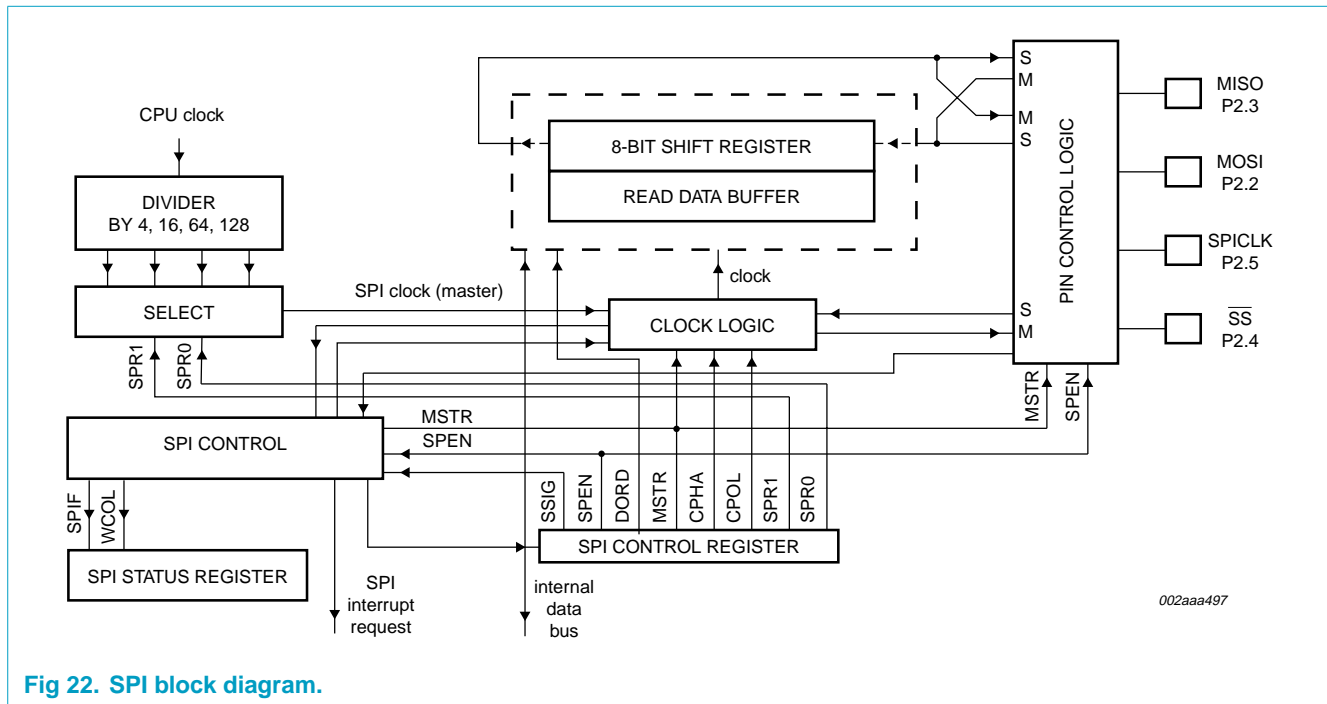 CPU clock
DIVIDER
BY 4, 16, 64, 128
SELECT
SPR1
SPR0
SPI clock (master)
8-BIT SHIFT REGISTER
READ DATA BUFFER
clock
CLOCK LOGIC
S
M
M
S
S
M
PIN CONTROL LOGIC
MISO
P2.3
MOSI
P2.2
SPICLK
P2.5
SS
P2.4
MSTR
SPEN
SPI CONTROL
MSTR
SPEN
SPIF
WCOL
SPI STATUS REGISTER
SPI
interrupt
request
SSIG
SPEN
DORD
MSTR
CPHA
CPOL
SPR1
SPR0
SPI CONTROL REGISTER
internal
data
bus
002aaa497
Fig 22. SPI block diagram.